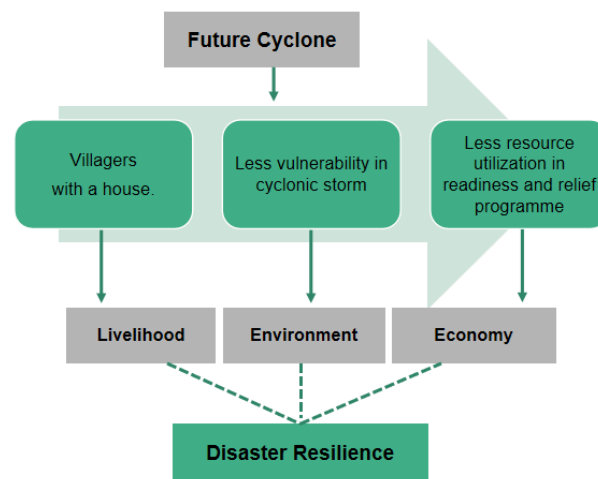 Future Cyclone
Villagers
with a house.
Less vulnerability in
cyclonic storm
Less resource
utilization in
readiness and relief
programme
Livelihood
Environment
Economy
Disaster Resilience